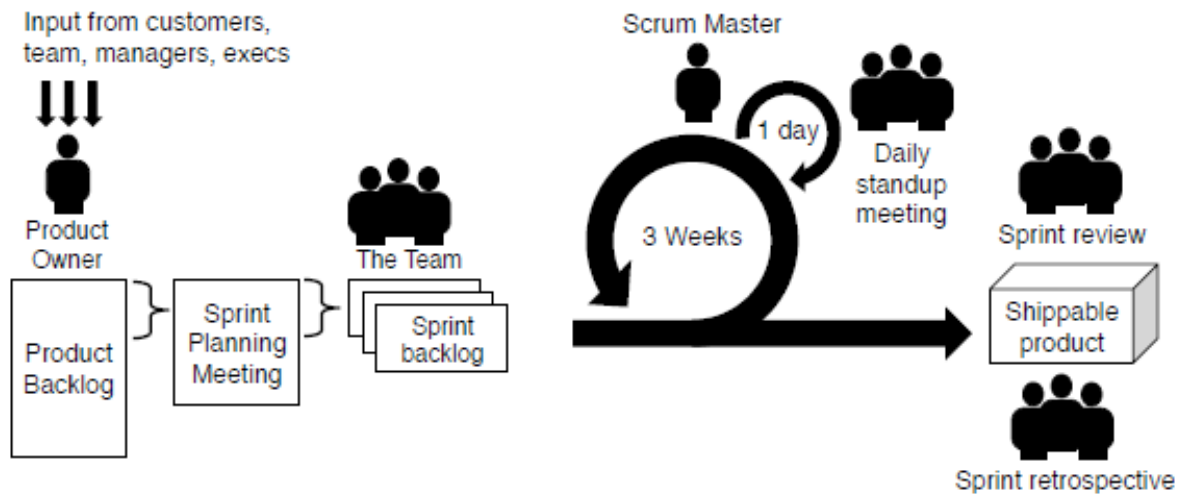 Input from customers,
team, managers, execs
Product
Owner
Product
Backlog
Sprint
Planning
Meeting
The Team
Sprint
backlog
Scrum Master
1 day
3 Weeks
Daily
standup
meeting
Sprint review
Shippable
product
Sprint retrospective